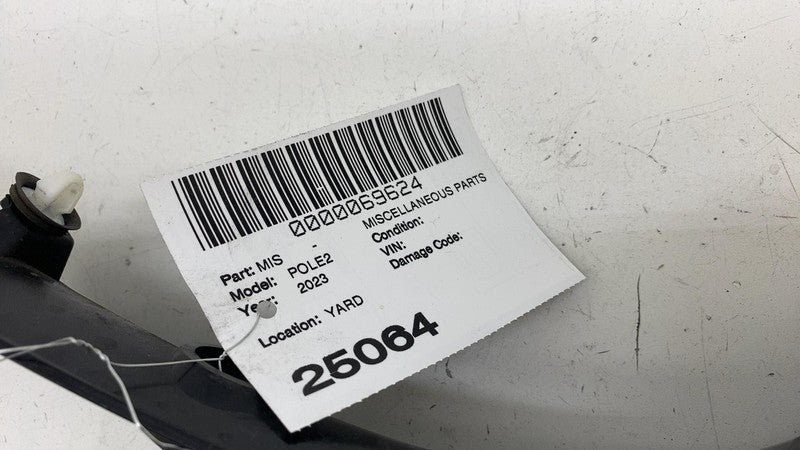 0000069624
Part: MIS - MISCELLANEOUS PARTS
Model: POLE2 Condition:
Year: 2023 VIN:
Damage Code:
Location: YARD
25064